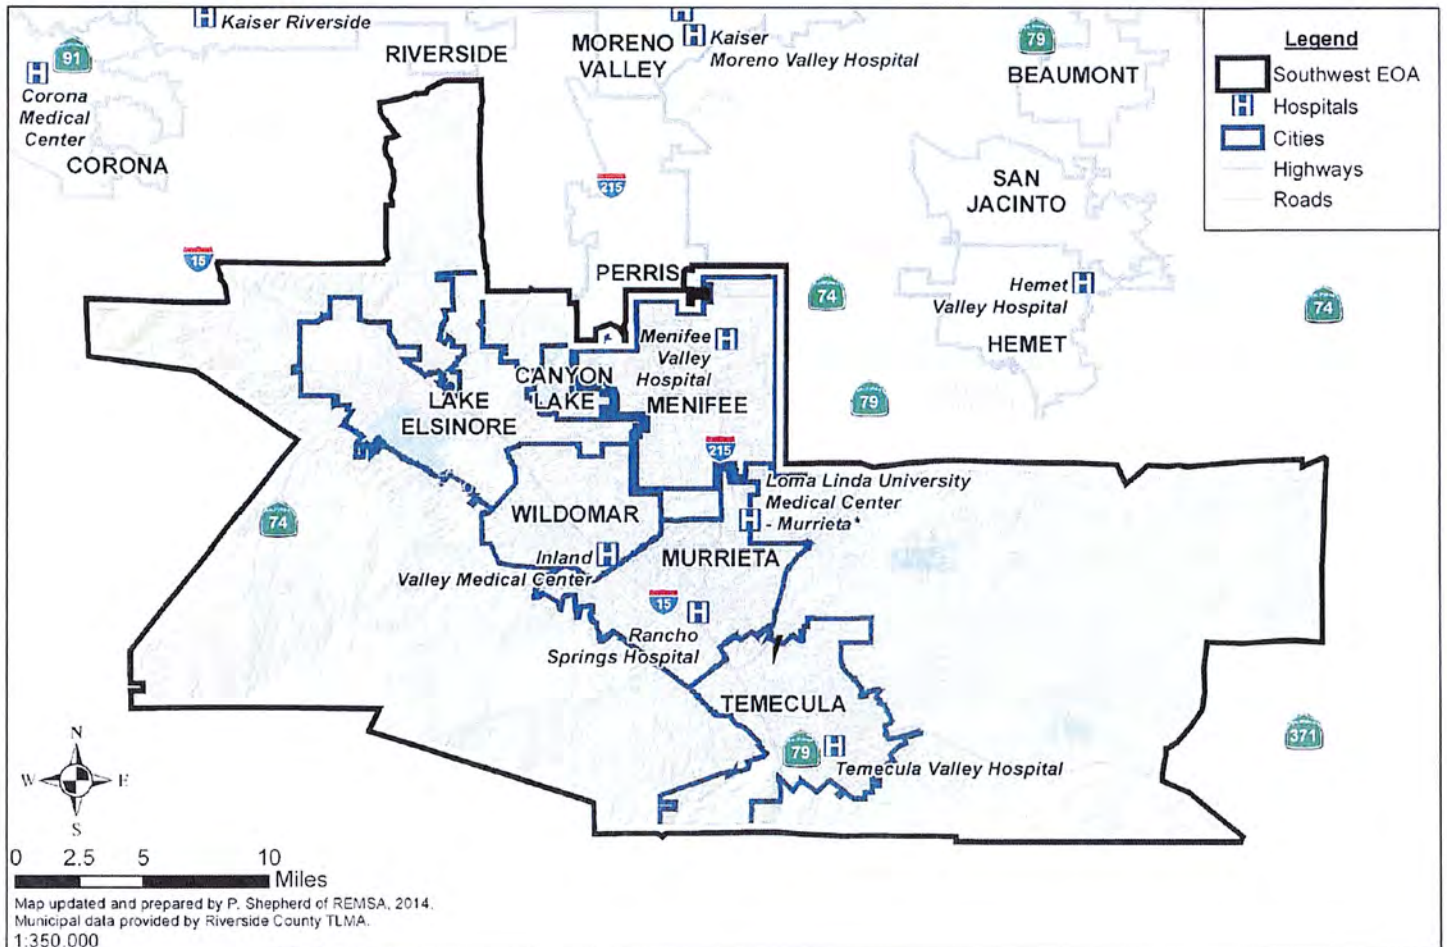 Kaiser Riverside
91
Corona
Medical
Center
CORONA
RIVERSIDE
MORENO
VALLEY
Kaiser
Moreno Valley Hospital
79
BEAUMONT
Legend
Southwest EOA
Hospitals
Cities
Highways
Roads
215
SAN
JACINTO
15
PERRIS
74
Hemet
Valley Hospital
HEMET
74
Menifee
Valley
Hospital
MENIFEE
CANYON
LAKE
LAKE
ELSINORE
79
215
Loma Linda University
Medical Center
- Murrieta*
74
WILDOMAR
Inland
Valley Medical Center
MURRIETA
15
Rancho
Springs Hospital
TEMECULA
79
Temecula Valley Hospital
371
N
W E
S
0 2.5 5 10
Miles
Map updated and prepared by P. Shepherd of REMSA, 2014.
Municipal data provided by Riverside County TLMA.
1:350,000